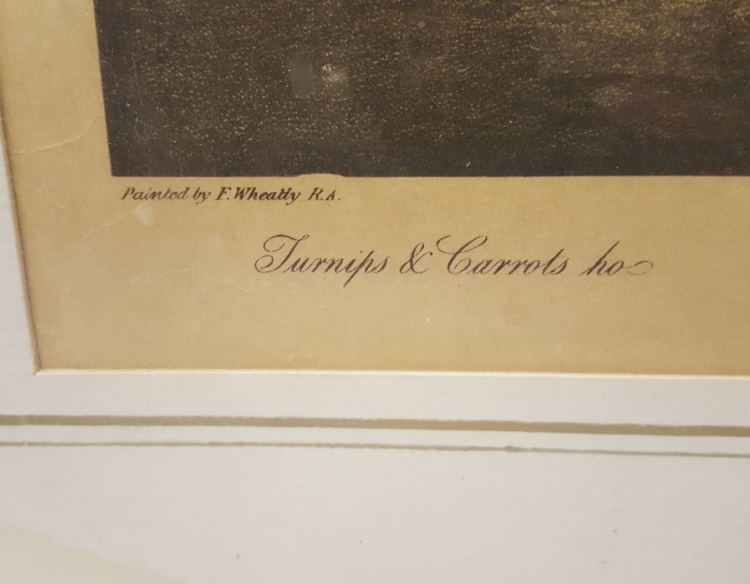 Painted by F. Wheatly R.A.
Turnips & Carrots ho